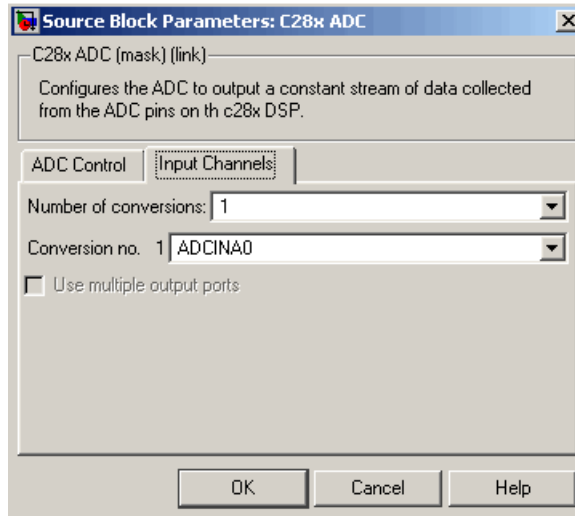 Source Block Parameters: C28x ADC
C28x ADC (mask) (link)
Configures the ADC to output a constant stream of data collected
from the ADC pins on th c28x DSP.
ADC Control Input Channels
Number of conversions: 1
Conversion no. 1 ADCINA0
Use multiple output ports
OK Cancel Help